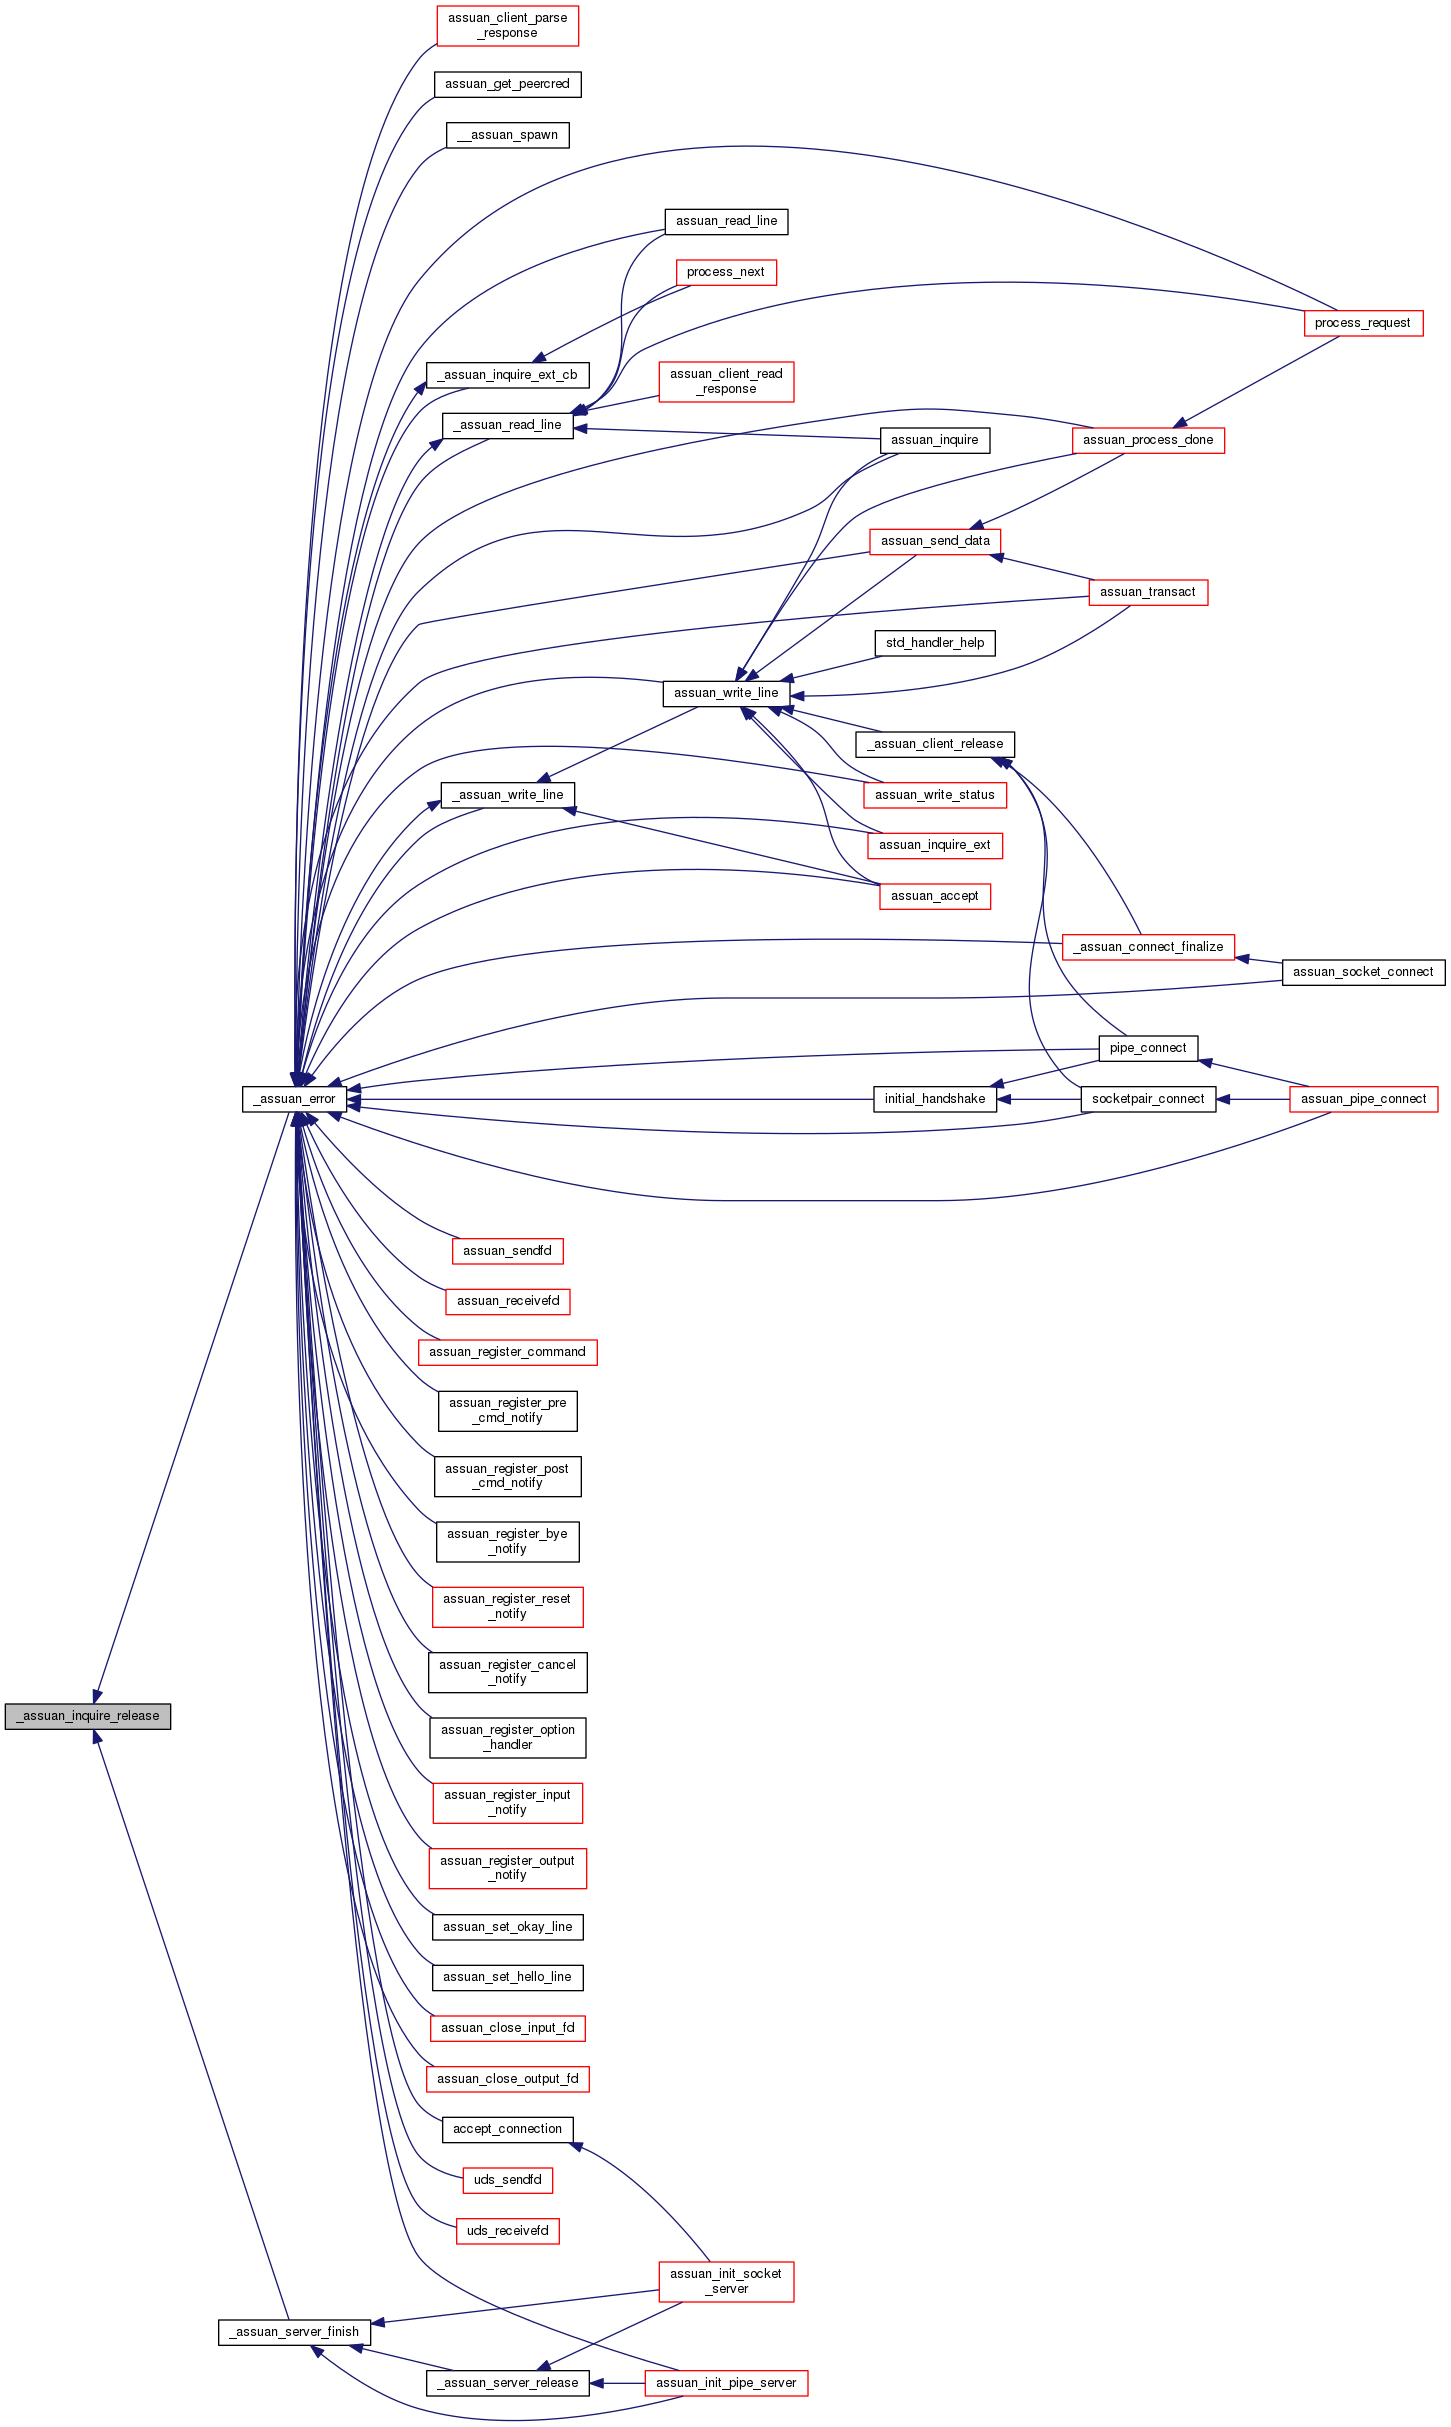 assuan_client_parse
_response
assuan_get_peercred
__assuan_spawn
assuan_read_line
process_next
process_request
_assuan_inquire_ext_cb
assuan_client_read
_response
_assuan_read_line
assuan_inquire
assuan_process_done
assuan_send_data
assuan_transact
std_handler_help
assuan_write_line
_assuan_client_release
_assuan_write_line
assuan_write_status
assuan_inquire_ext
assuan_accept
_assuan_connect_finalize
assuan_socket_connect
pipe_connect
_assuan_error
initial_handshake
socketpair_connect
assuan_pipe_connect
assuan_sendfd
assuan_receivefd
assuan_register_command
assuan_register_pre
_cmd_notify
assuan_register_post
_cmd_notify
assuan_register_bye
_notify
assuan_register_reset
_notify
assuan_register_cancel
_notify
_assuan_inquire_release
assuan_register_option
_handler
assuan_register_input
_notify
assuan_register_output
_notify
assuan_set_okay_line
assuan_set_hello_line
assuan_close_input_fd
assuan_close_output_fd
accept_connection
uds_sendfd
uds_receivefd
assuan_init_socket
_server
_assuan_server_finish
_assuan_server_release
assuan_init_pipe_server